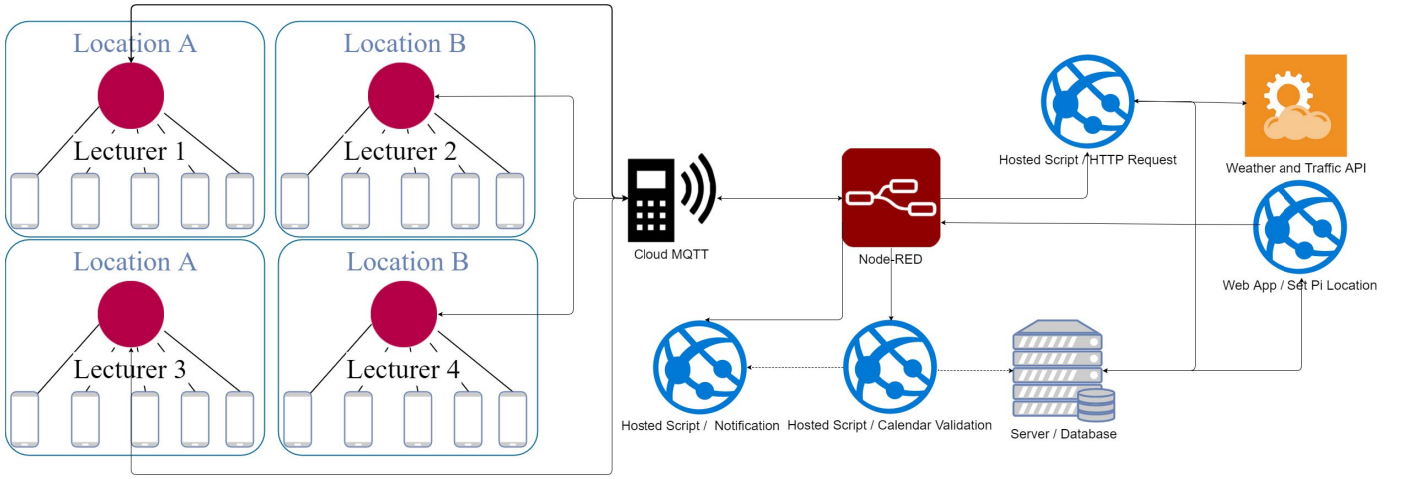 Location A
Location B
Lecturer 1
Lecturer 2
Hosted Script / HTTP Request
Weather and Traffic API
Cloud MQTT
Node-RED
Web App / Set Pi Location
Location A
Location B
Lecturer 3
Lecturer 4
Hosted Script / Notification
Hosted Script / Calendar Validation
Server / Database